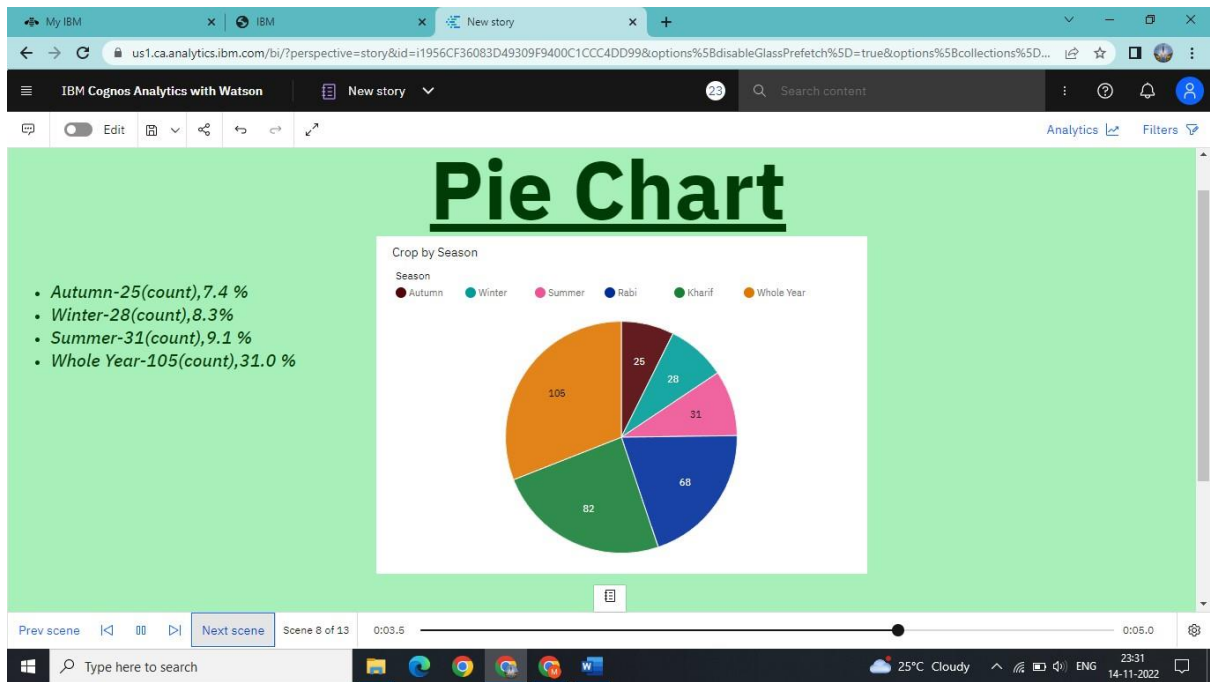 My IBM
IBM
New story
us1.ca.analytics.ibm.com/bi/?perspective=story&id=i1956CF36083D49309F9400C1CCC4DD99&options%5BdisableGlassPrefetch%5D=true&options%5Bcollections%5D...
IBM Cognos Analytics with Watson
New story
23
Search content
Edit
Analytics
Filters
Pie Chart
• Autumn-25(count),7.4 %
• Winter-28(count),8.3%
• Summer-31(count),9.1 %
• Whole Year-105(count),31.0 %
Crop by Season
Season
Autumn Winter Summer Rabi Kharif Whole Year
25
28
105
31
68
82
Prev scene
Next scene
Scene 8 of 13
0:03.5
0:05.0
Type here to search
W
25°C Cloudy
ENG
23:31
14-11-2022